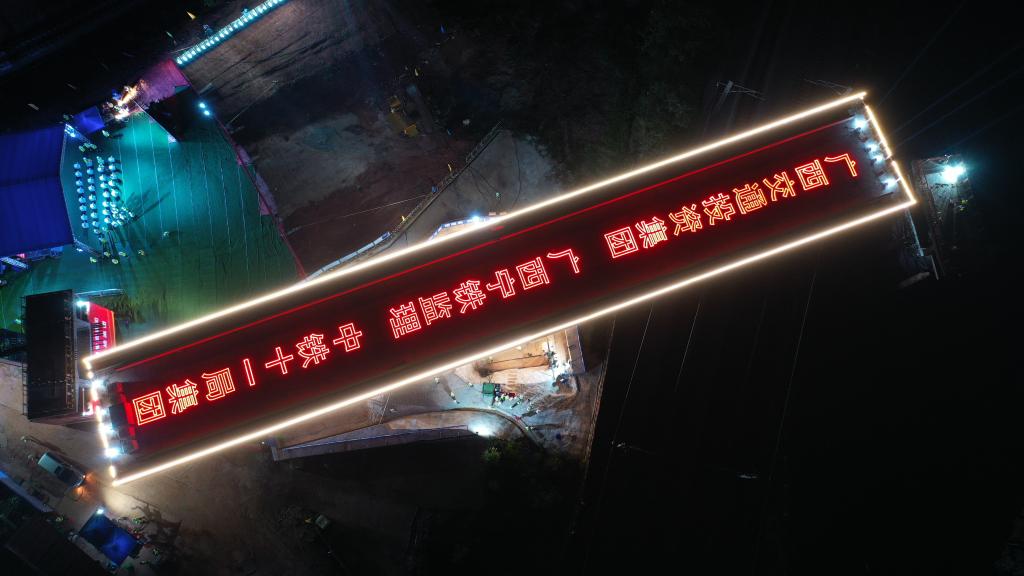 广西交通投资集团 广西宁铁监理 中铁十一局集团